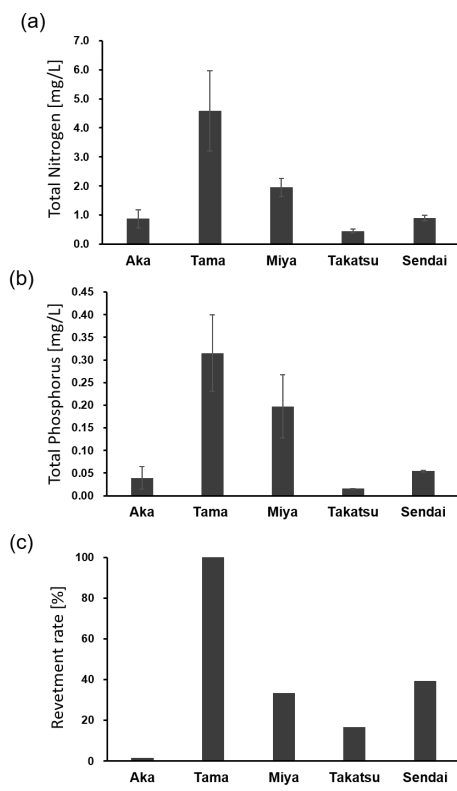 (a)
Total Nitrogen [mg/L]
7.0
6.0
5.0
4.0
3.0
2.0
1.0
0.0
Aka Tama Miya Takatsu Sendai
(b)
Total Phosphorus [mg/L]
0.45
0.40
0.35
0.30
0.25
0.20
0.15
0.10
0.05
0.00
Aka Tama Miya Takatsu Sendai
(c)
Revetment rate [%]
100
80
60
40
20
0
Aka Tama Miya Takatsu Sendai